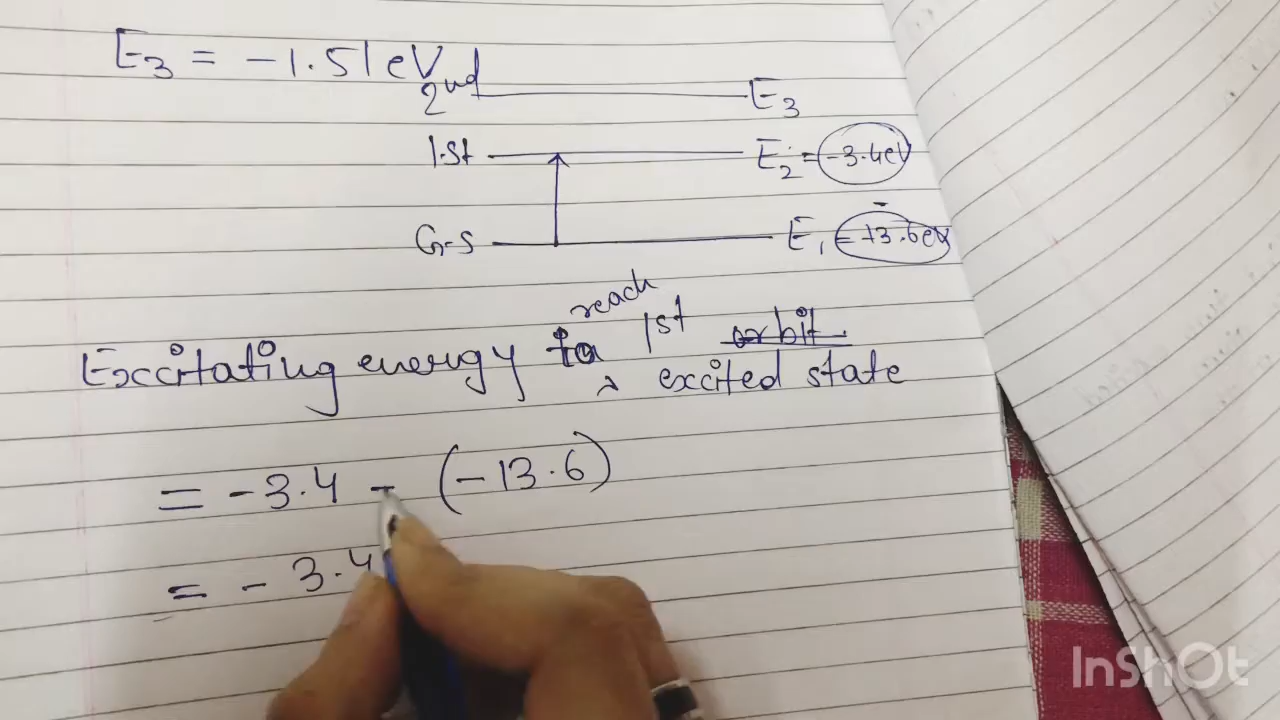 E3 = -1.51eV
2nd E3
1st E2 = -3.4eV
G-S E1 = -13.6eV
reach
Excitating energy to 1st orbit
excited state
= -3.4 - (-13.6)
= - 3.4
InShOt